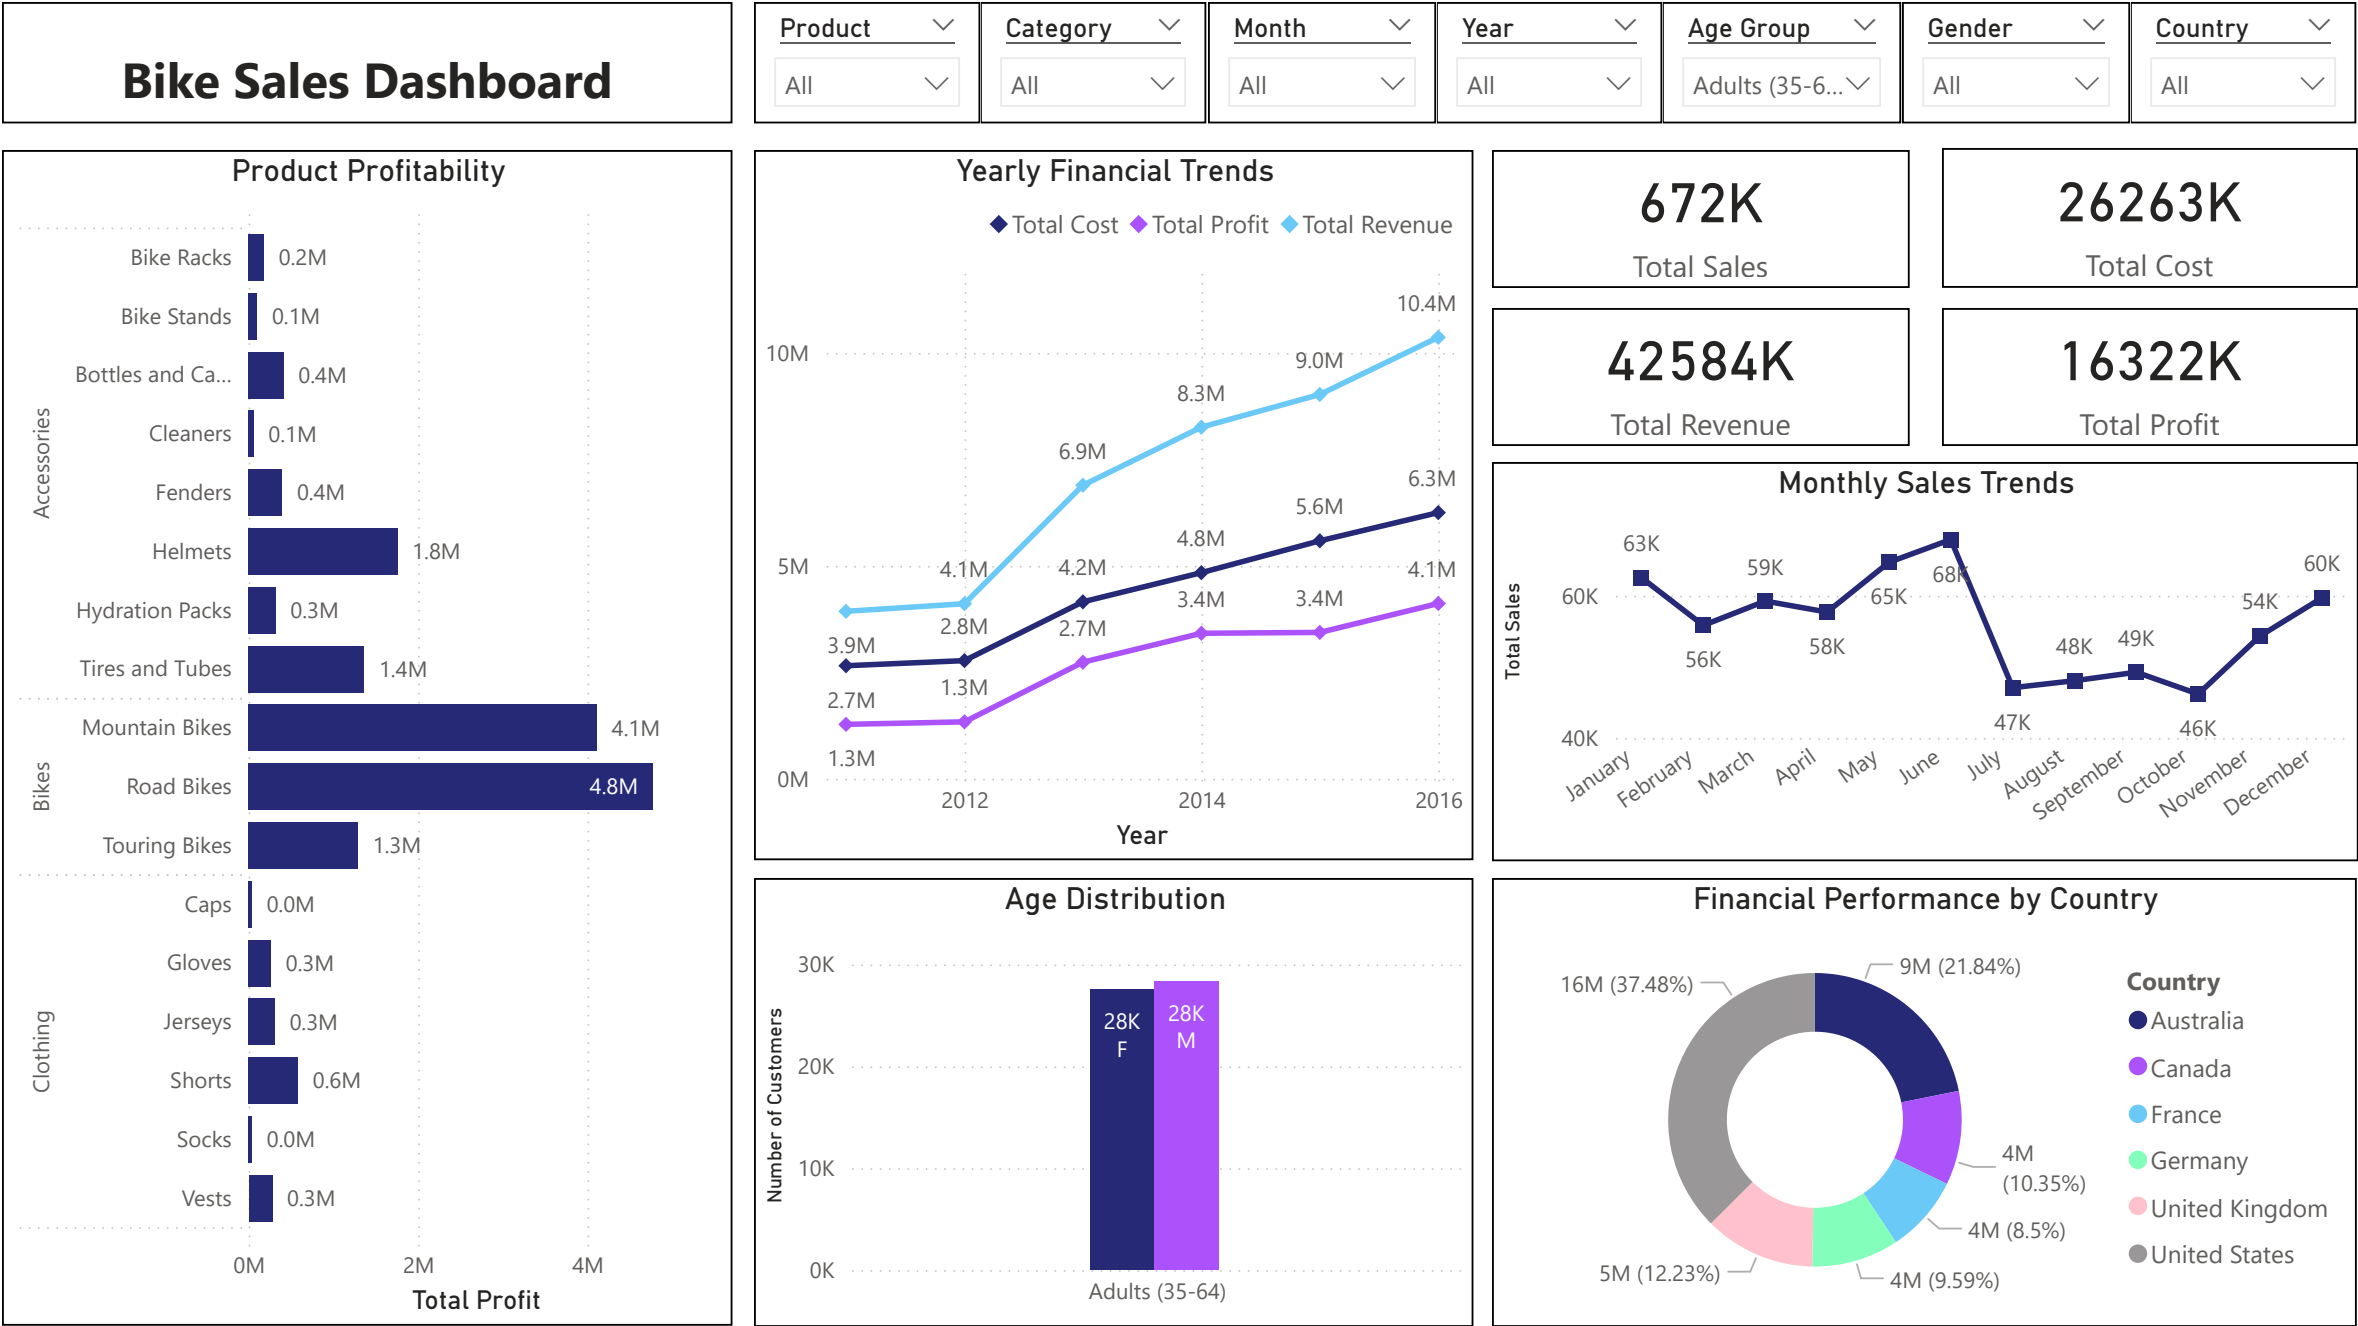 Bike Sales Dashboard
Product
All
Category
All
Month
All
Year
All
Age Group
Adults (35-6...
Gender
All
Country
All
Product Profitability
Accessories
Bike Racks 0.2M
Bike Stands 0.1M
Bottles and Ca... 0.4M
Cleaners 0.1M
Fenders 0.4M
Helmets 1.8M
Hydration Packs 0.3M
Tires and Tubes 1.4M
Bikes
Mountain Bikes 4.1M
Road Bikes 4.8M
Touring Bikes 1.3M
Clothing
Caps 0.0M
Gloves 0.3M
Jerseys 0.3M
Shorts 0.6M
Socks 0.0M
Vests 0.3M
0M 2M 4M
Total Profit
Yearly Financial Trends
Total Cost Total Profit Total Revenue
10M
5M
0M
3.9M 4.1M 6.9M 8.3M 9.0M 10.4M
2.7M 2.8M 4.2M 4.8M 5.6M 6.3M
1.3M 1.3M 2.7M 3.4M 3.4M 4.1M
2012 2014 2016
Year
672K
Total Sales
26263K
Total Cost
42584K
Total Revenue
16322K
Total Profit
Monthly Sales Trends
Total Sales
60K
40K
63K 56K 59K 58K 65K 68K 47K 48K 49K 46K 54K 60K
January February March April May June July August September October November December
Age Distribution
Number of Customers
30K
20K
10K
0K
28K
F
28K
M
Adults (35-64)
Financial Performance by Country
9M (21.84%)
4M
(10.35%)
4M (8.5%)
4M (9.59%)
5M (12.23%)
16M (37.48%)
Country
Australia
Canada
France
Germany
United Kingdom
United States